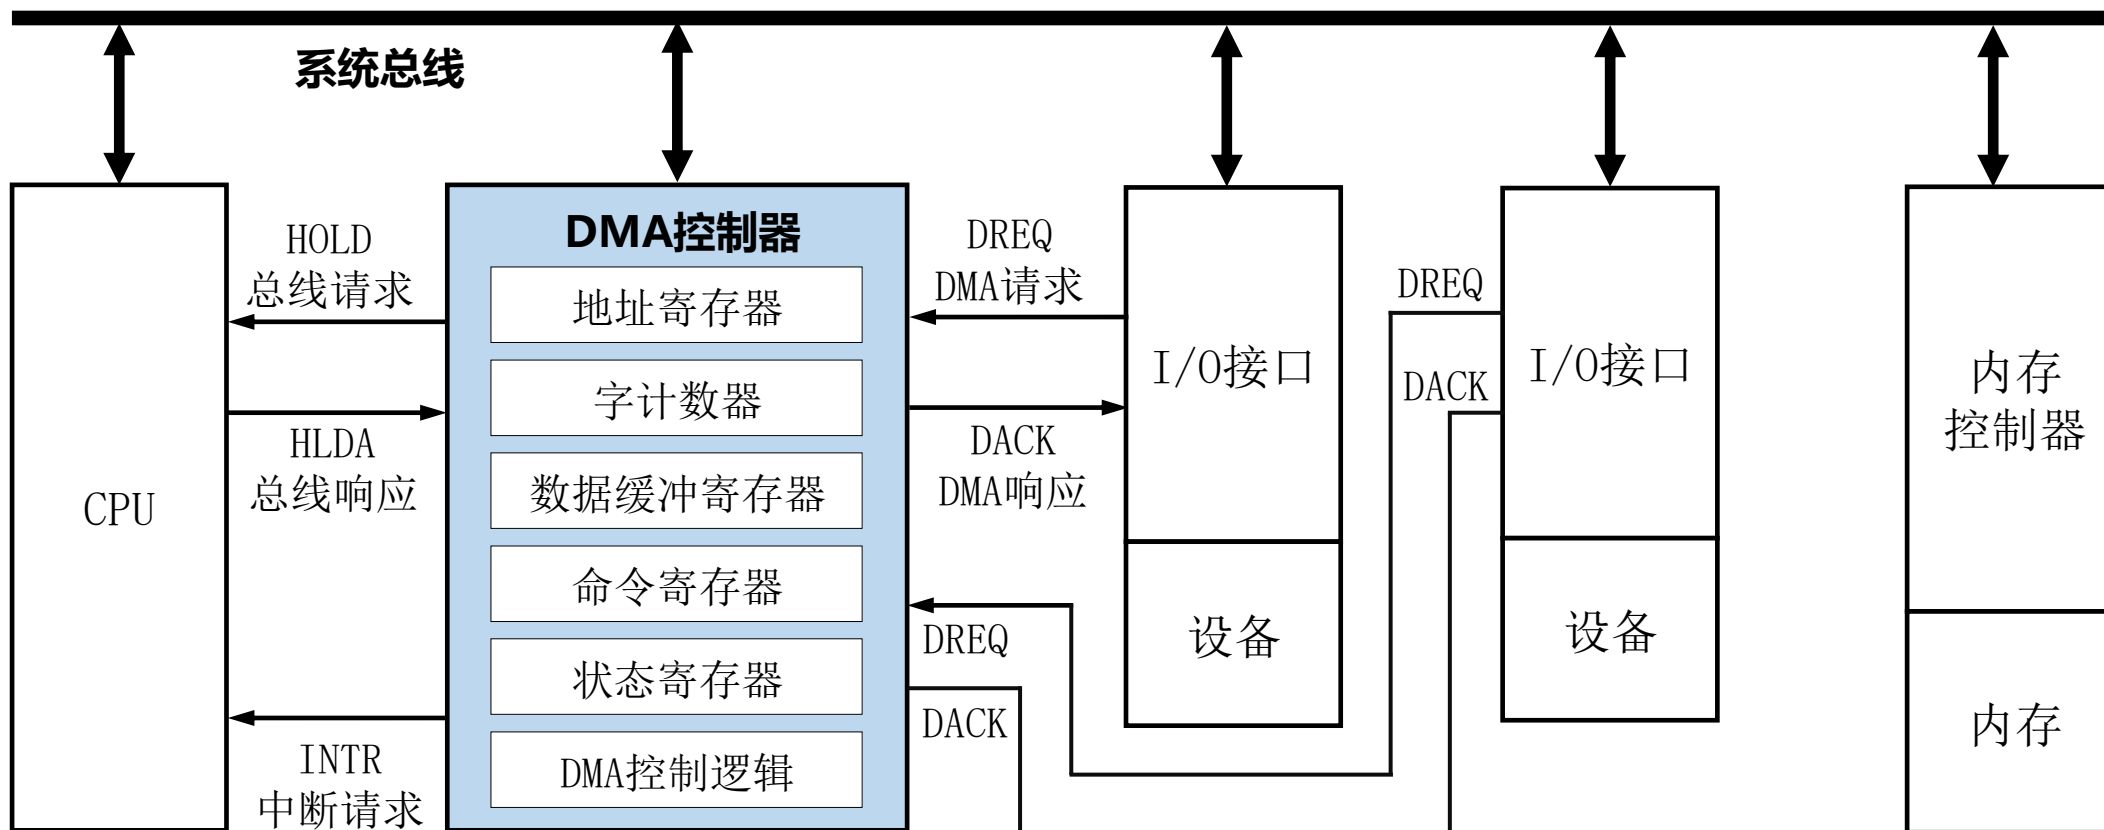 系统总线
CPU
HOLD
总线请求
HLDA
总线响应
INTR
中断请求
DMA控制器
地址寄存器
字计数器
数据缓冲寄存器
命令寄存器
状态寄存器
DMA控制逻辑
DREQ
DMA请求
DACK
DMA响应
DREQ
DACK
I/O接口
设备
DREQ
DACK
I/O接口
设备
内存
控制器
内存